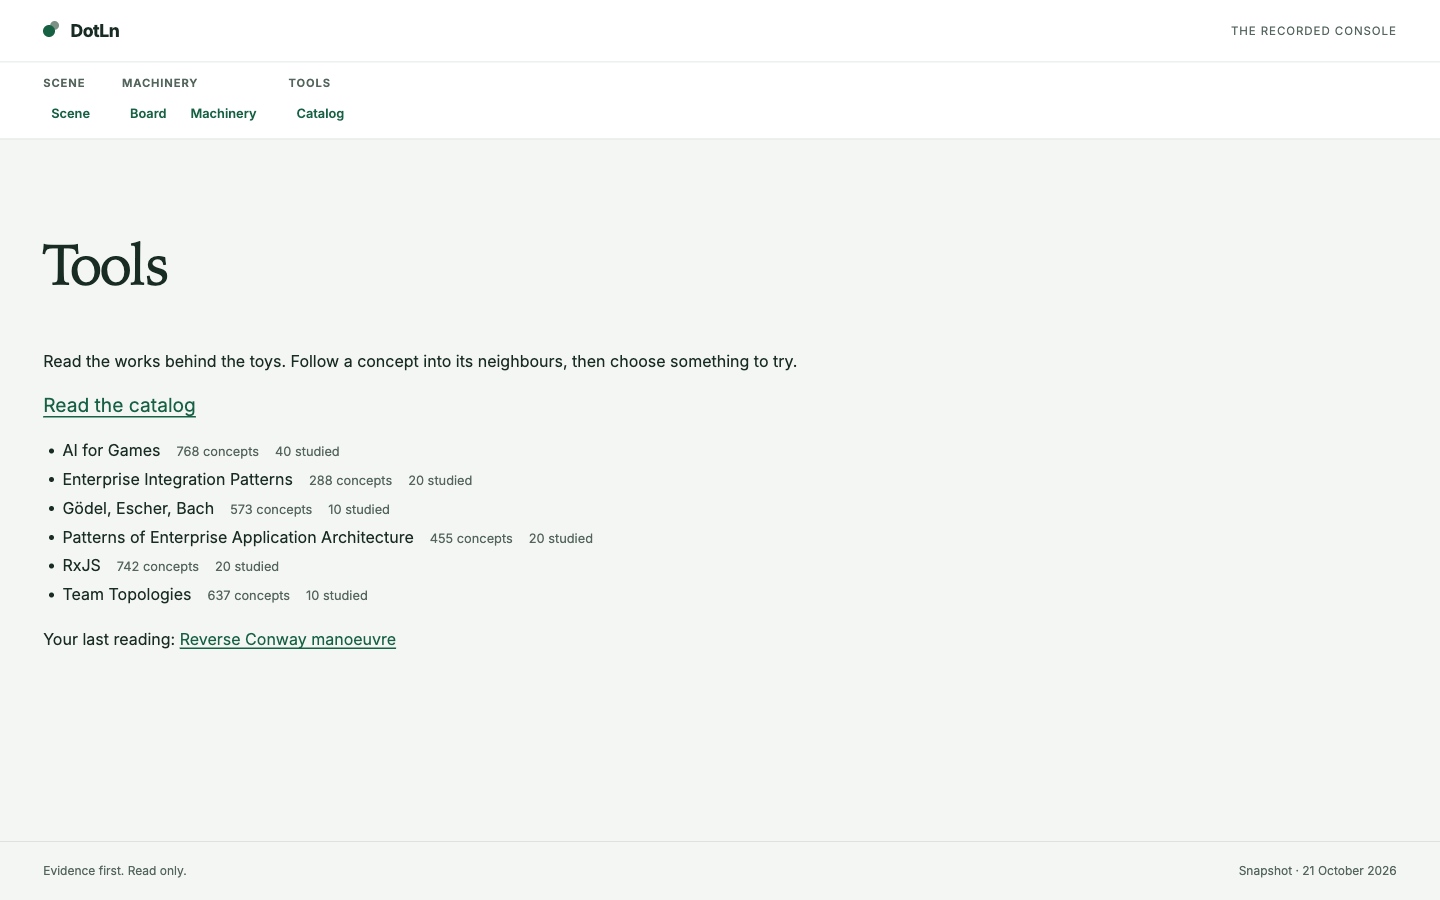 DotLn
THE RECORDED CONSOLE
SCENE
MACHINERY
TOOLS
Scene
Board
Machinery
Catalog
Tools
Read the works behind the toys. Follow a concept into its neighbours, then choose something to try.
Read the catalog
• AI for Games 768 concepts 40 studied
• Enterprise Integration Patterns 288 concepts 20 studied
• Gödel, Escher, Bach 573 concepts 10 studied
• Patterns of Enterprise Application Architecture 455 concepts 20 studied
• RxJS 742 concepts 20 studied
• Team Topologies 637 concepts 10 studied
Your last reading: Reverse Conway manoeuvre
Evidence first. Read only.
Snapshot · 21 October 2026